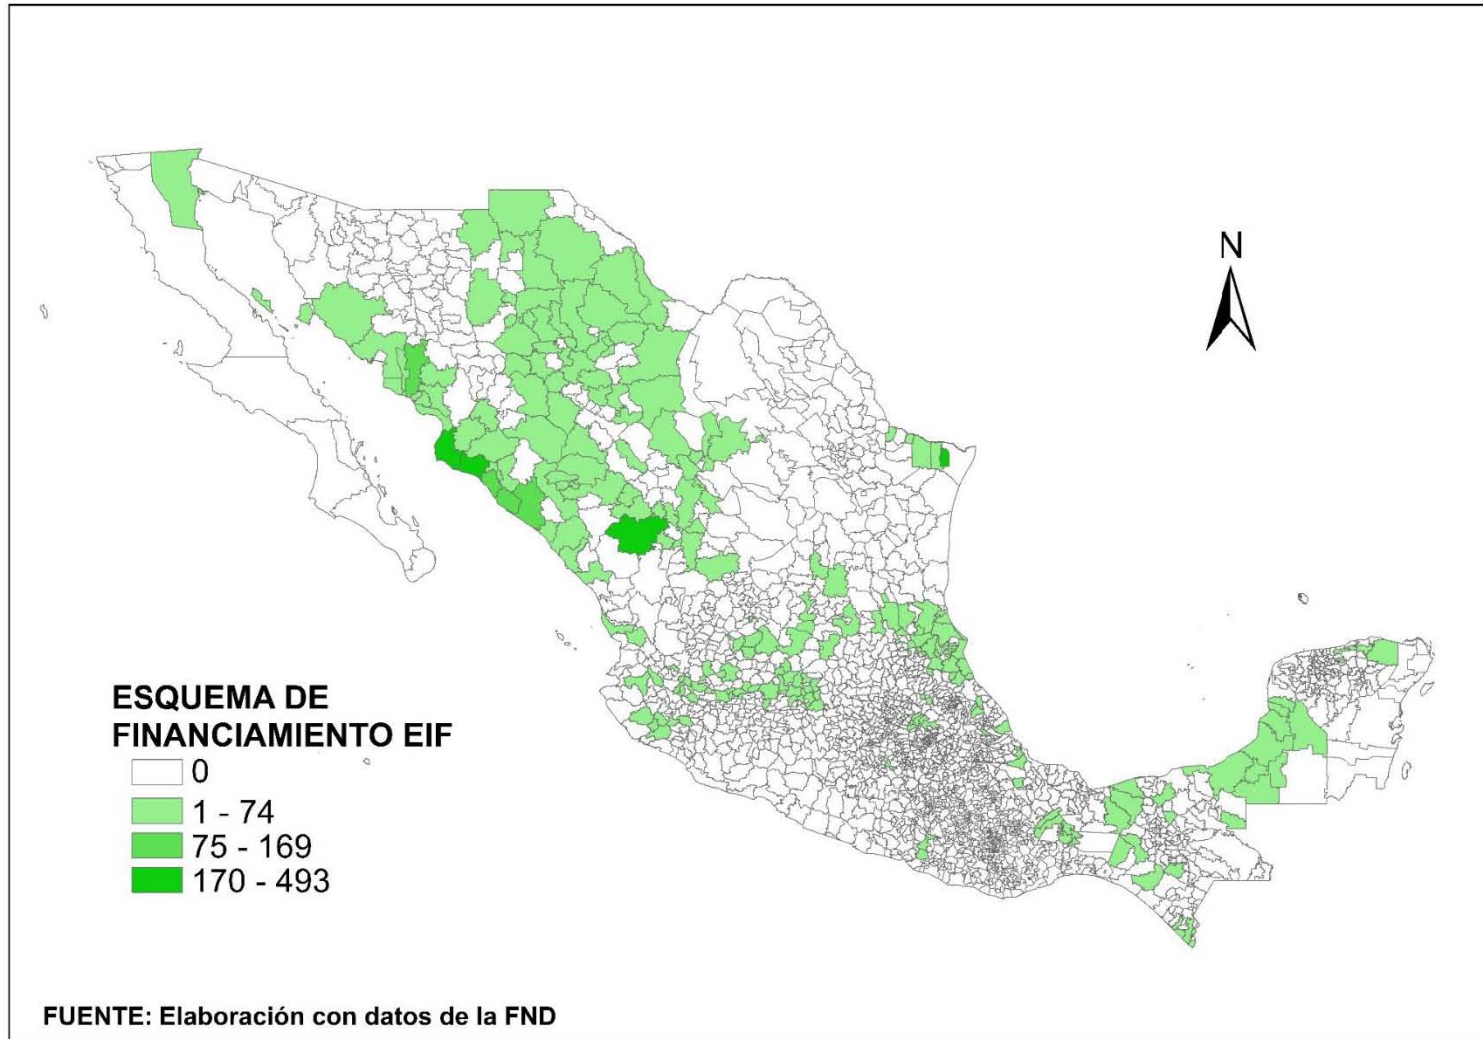 N
ESQUEMA DE
FINANCIAMIENTO EIF
0
1 - 74
75 - 169
170 - 493
FUENTE: Elaboración con datos de la FND